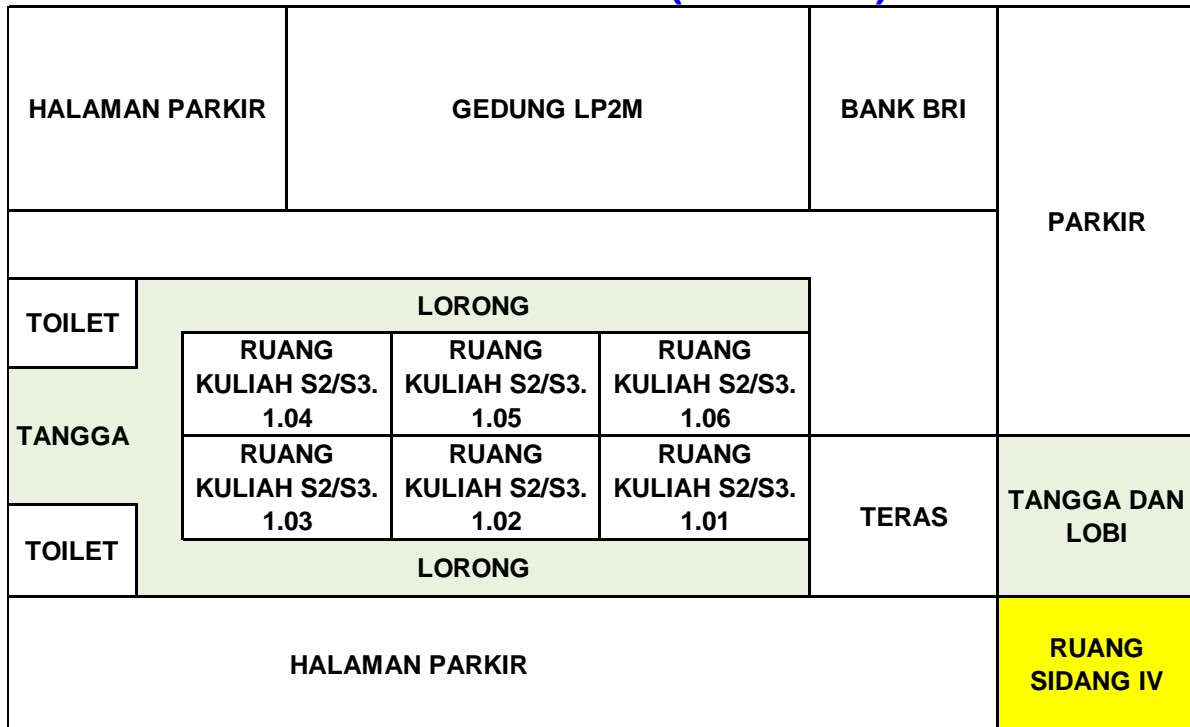 HALAMAN PARKIR
GEDUNG LP2M
BANK BRI
PARKIR
TOILET
LORONG
RUANG
KULIAH S2/S3.
1.04
RUANG
KULIAH S2/S3.
1.05
RUANG
KULIAH S2/S3.
1.06
TANGGA
RUANG
KULIAH S2/S3.
1.03
RUANG
KULIAH S2/S3.
1.02
RUANG
KULIAH S2/S3.
1.01
TERAS
TANGGA DAN
LOBI
TOILET
LORONG
HALAMAN PARKIR
RUANG
SIDANG IV